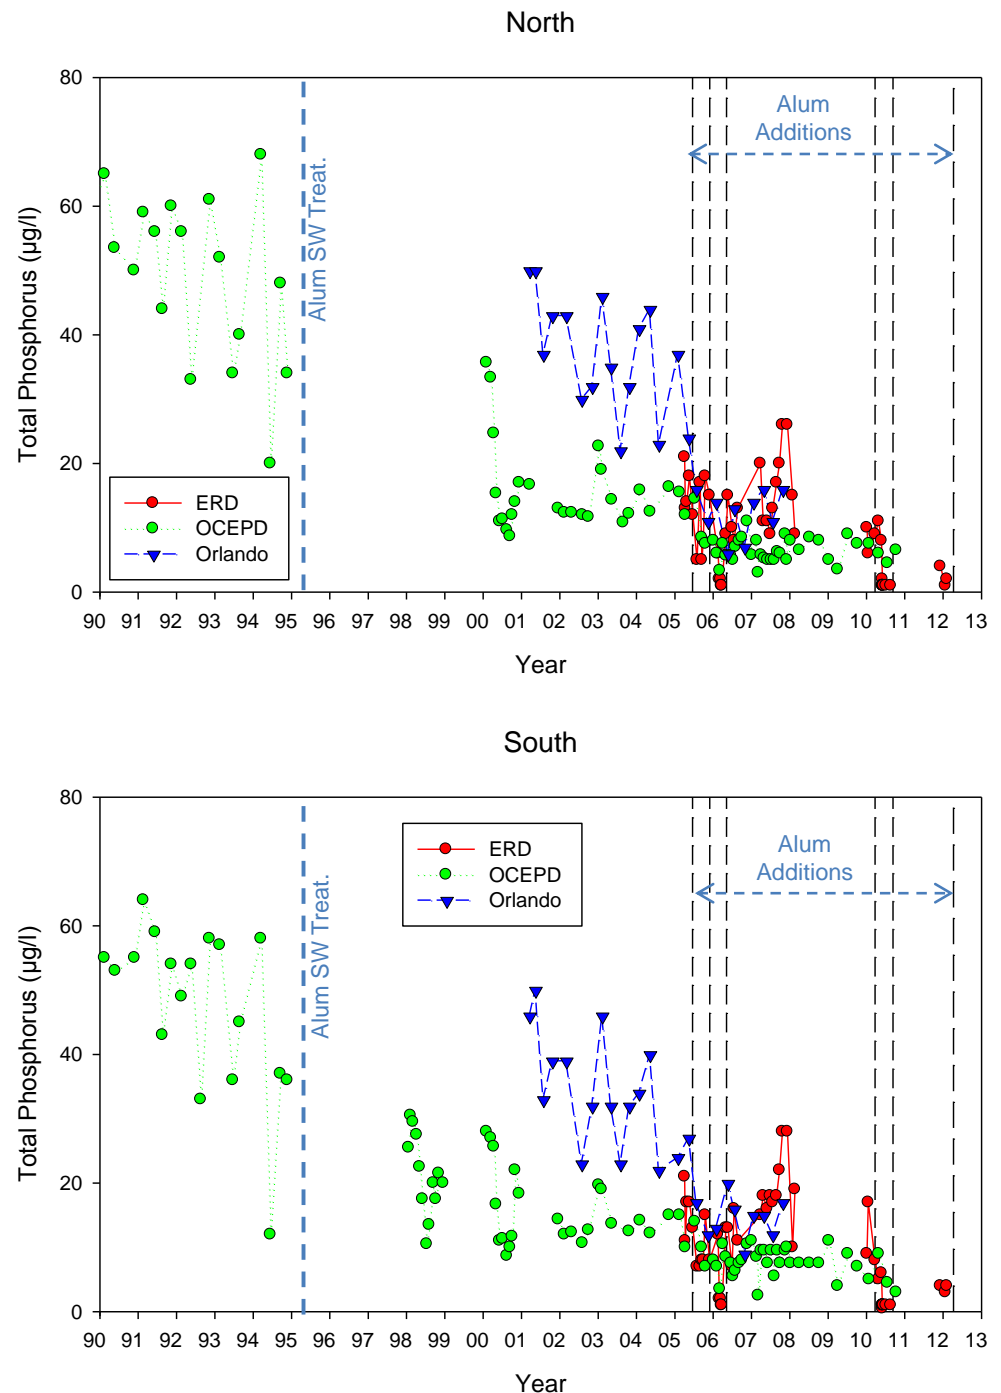 North
80
60
40
20
0
Total Phosphorus (µg/l)
Alum SW Treat.
Alum
Additions
ERD
OCEPD
Orlando
90 91 92 93 94 95 96 97 98 99 00 01 02 03 04 05 06 07 08 09 10 11 12 13
Year
South
80
60
40
20
0
Total Phosphorus (µg/l)
Alum SW Treat.
ERD
OCEPD
Orlando
Alum
Additions
90 91 92 93 94 95 96 97 98 99 00 01 02 03 04 05 06 07 08 09 10 11 12 13
Year